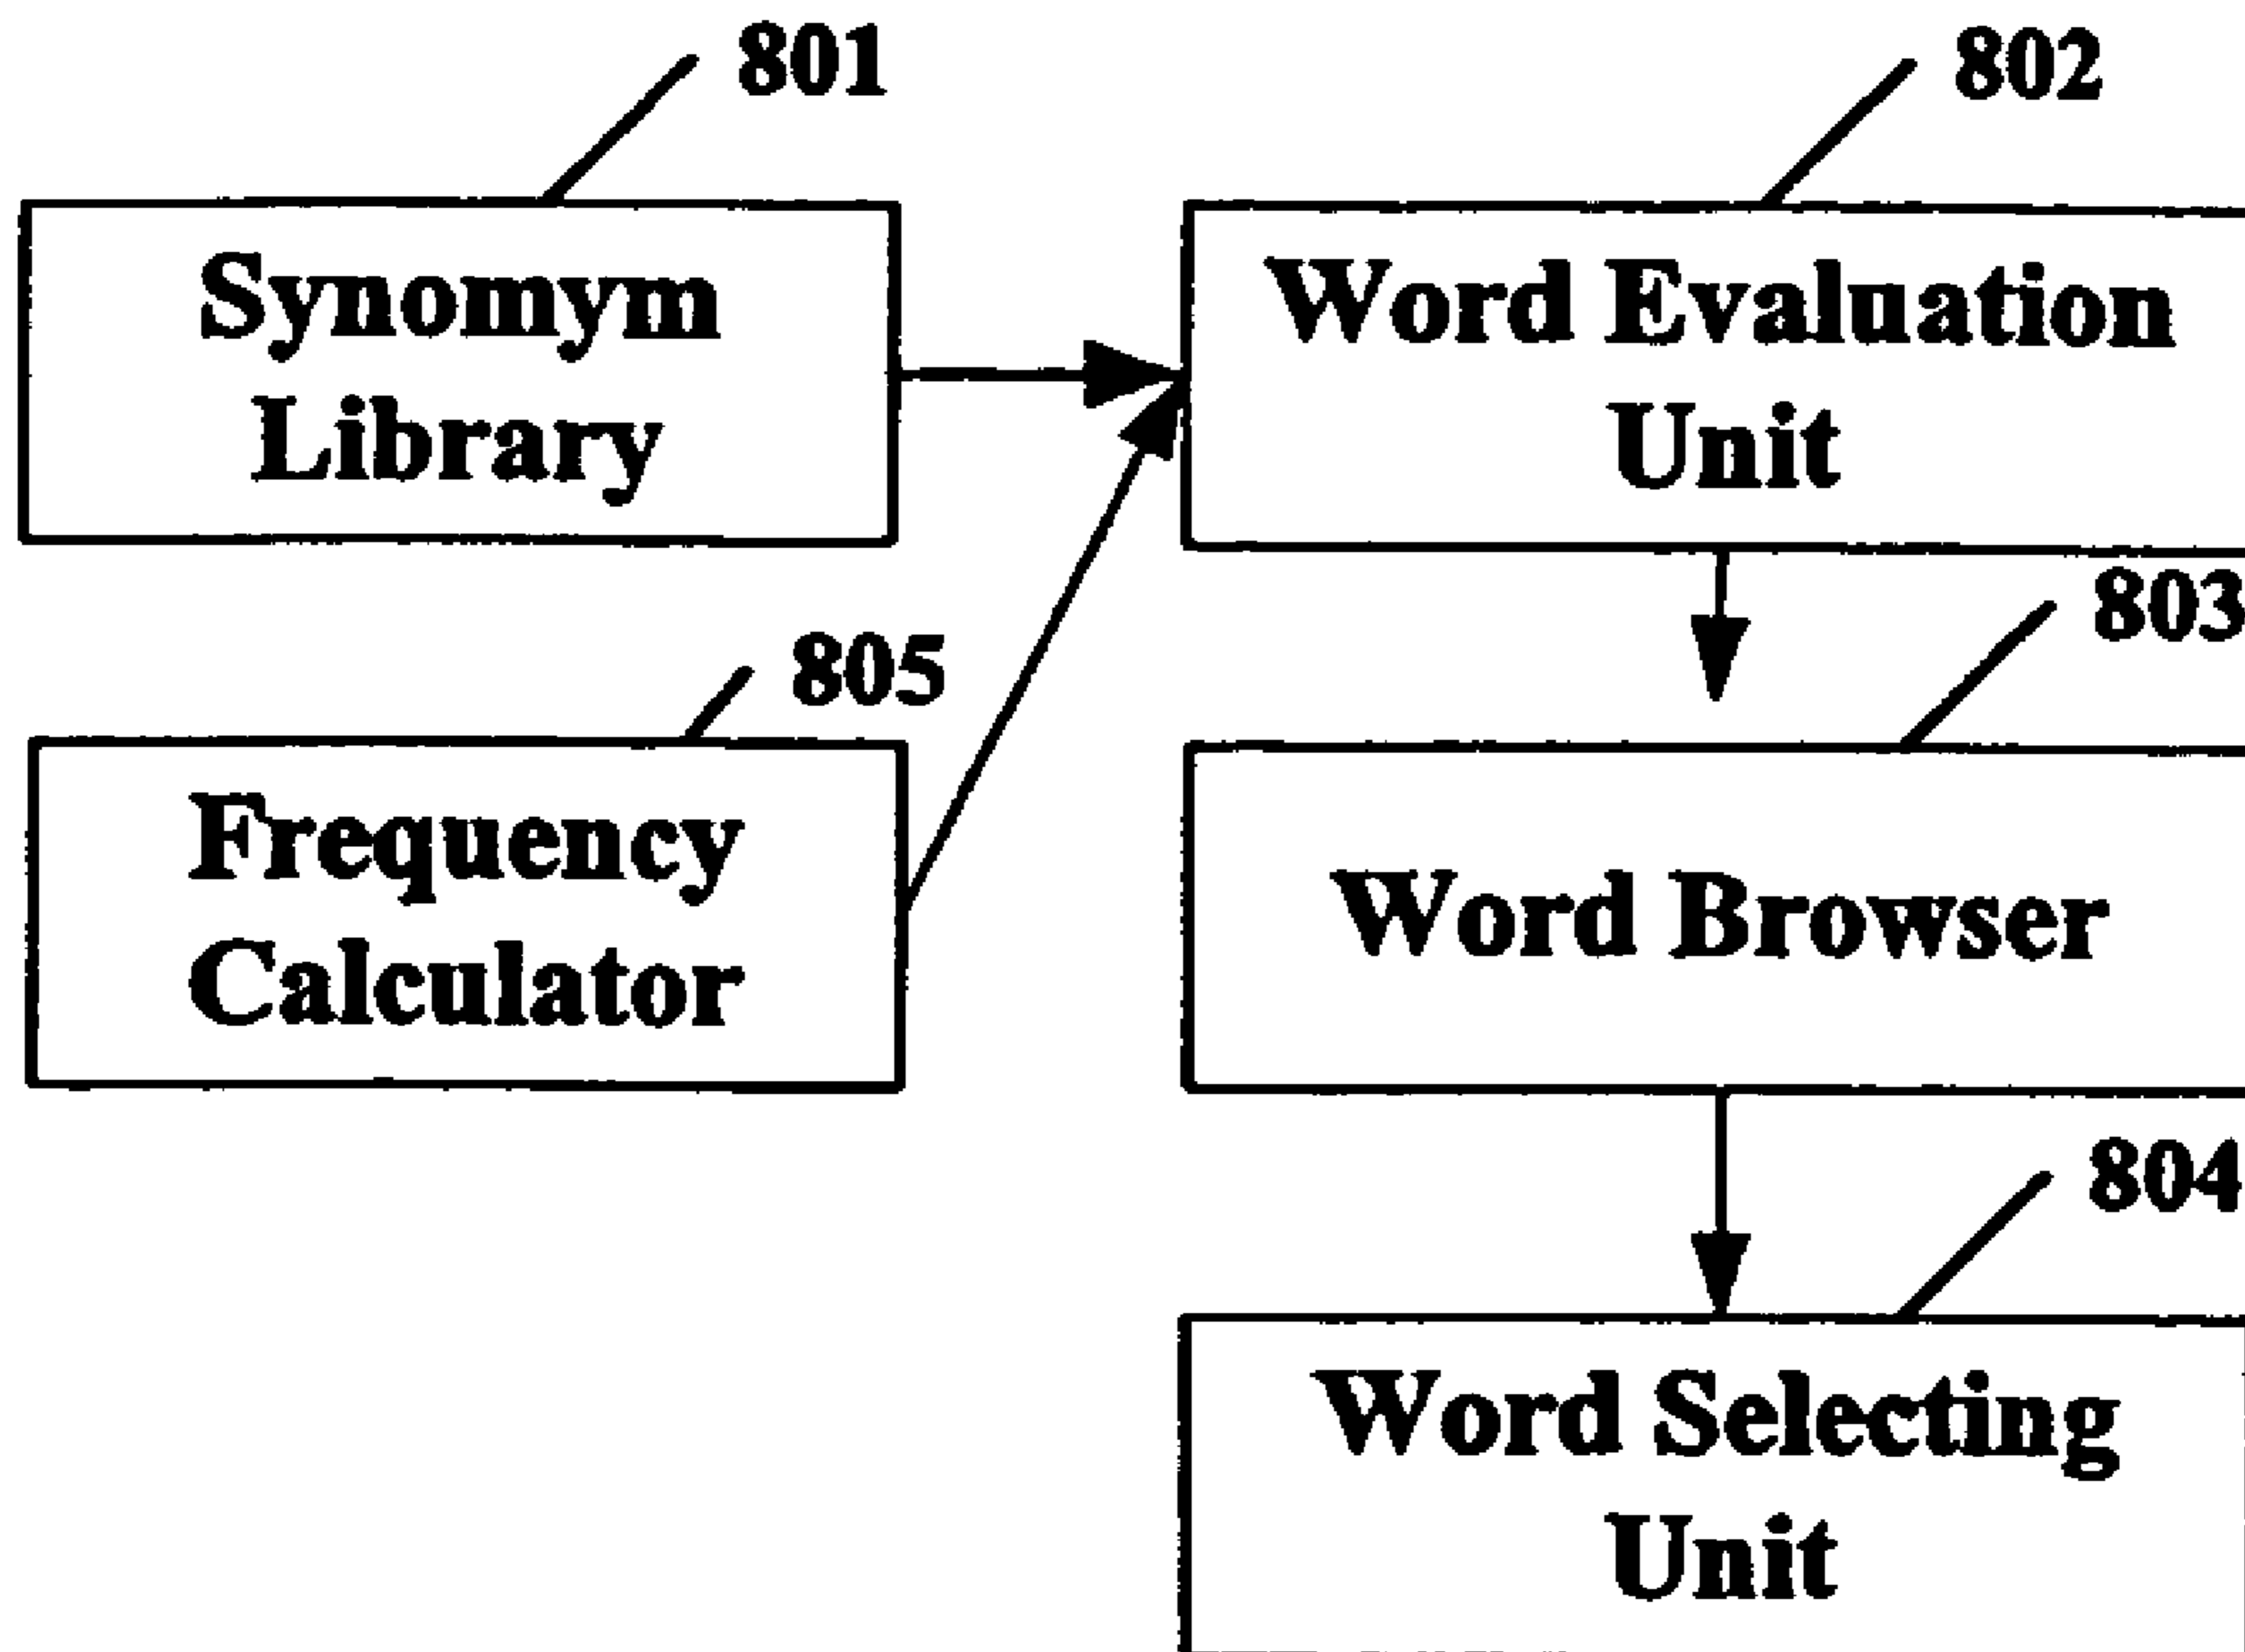 801
802
Synomym
Library
Word Evaluation
Unit
803
805
Frequency
Calculator
Word Browser
804
Word Selecting
Unit